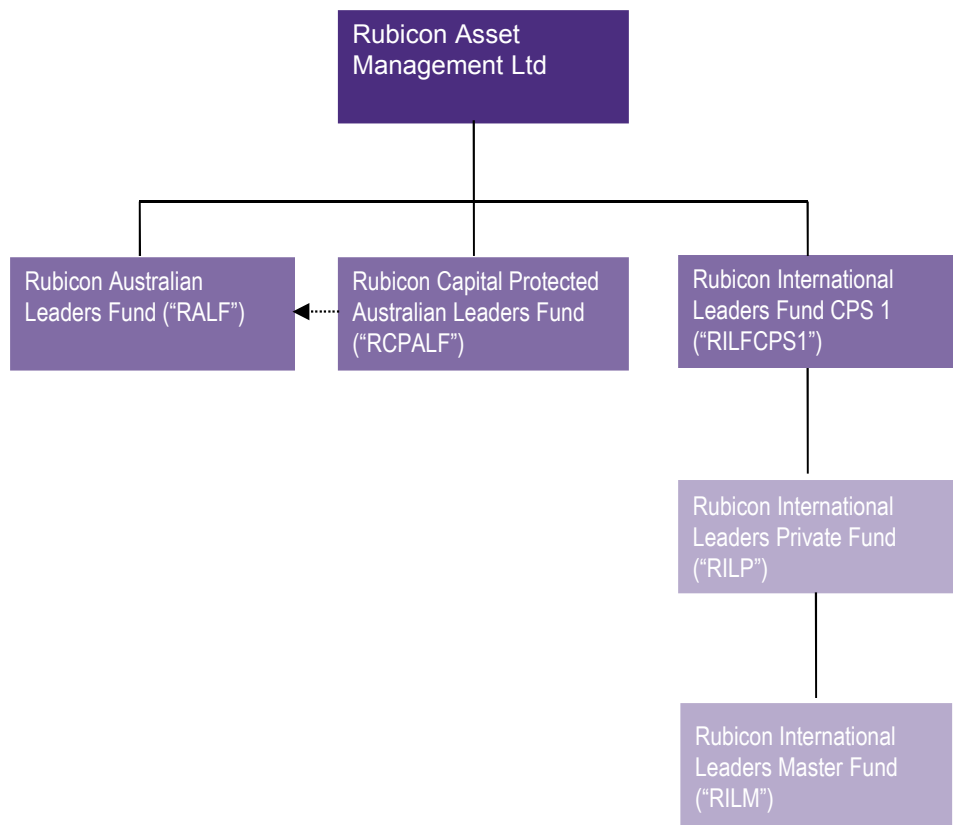 Rubicon Asset
Management Ltd
Rubicon Australian
Leaders Fund (“RALF”)
Rubicon Capital Protected
Australian Leaders Fund
(“RCPALF”)
Rubicon International
Leaders Fund CPS 1
(“RILFCPS1”)
Rubicon International
Leaders Private Fund
(“RILP”)
Rubicon International
Leaders Master Fund
(“RILM”)